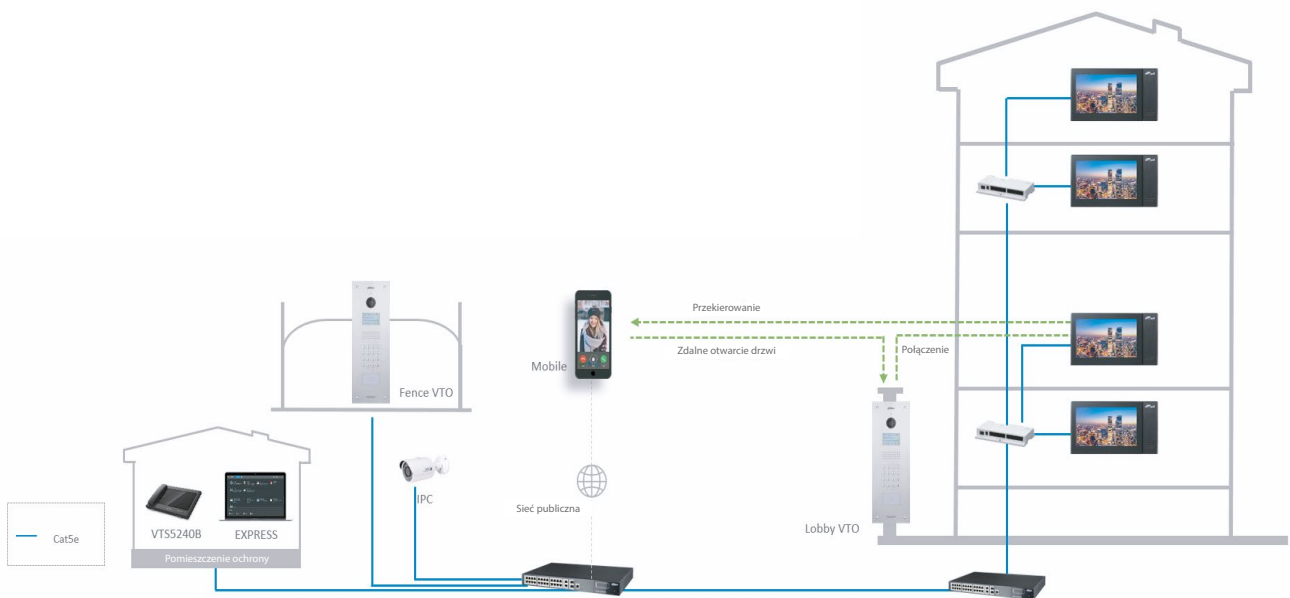 Przekierowanie
Zdalne otwarcie drzwi
Połączenie
Mobile
Fence VTO
IPC
Sieć publiczna
Lobby VTO
VTS5240B
EXPRESS
Cat5e
Pomieszczenie ochrony